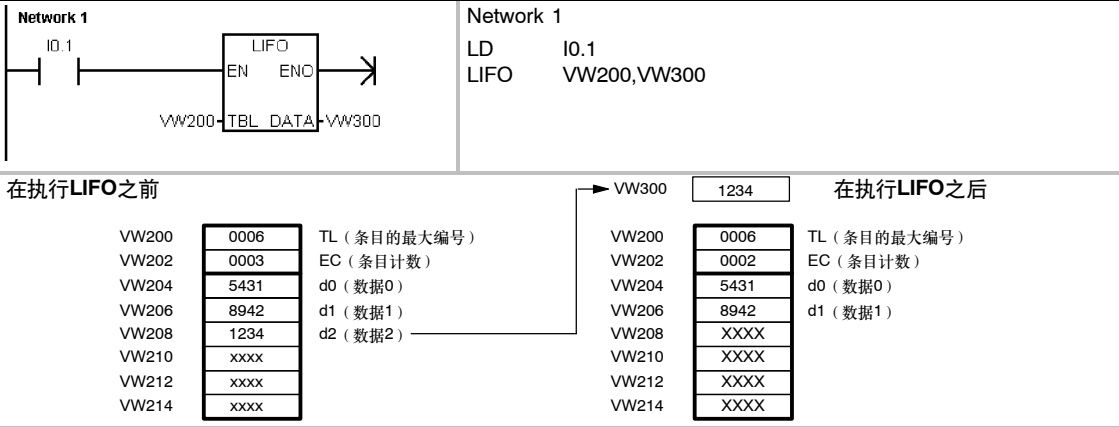 Network 1
I0.1
LIFO
EN ENO
VW200 TBL DATA VW300
Network 1
LD I0.1
LIFO VW200,VW300
在执行LIFO之前
VW300 1234 在执行LIFO之后
VW200 0006 TL（条目的最大编号）
VW202 0003 EC（条目计数）
VW204 5431 d0（数据0）
VW206 8942 d1（数据1）
VW208 1234 d2（数据2）
VW210 xxxx
VW212 xxxx
VW214 xxxx
VW200 0006 TL（条目的最大编号）
VW202 0002 EC（条目计数）
VW204 5431 d0（数据0）
VW206 8942 d1（数据1）
VW208 XXXX
VW210 XXXX
VW212 XXXX
VW214 XXXX